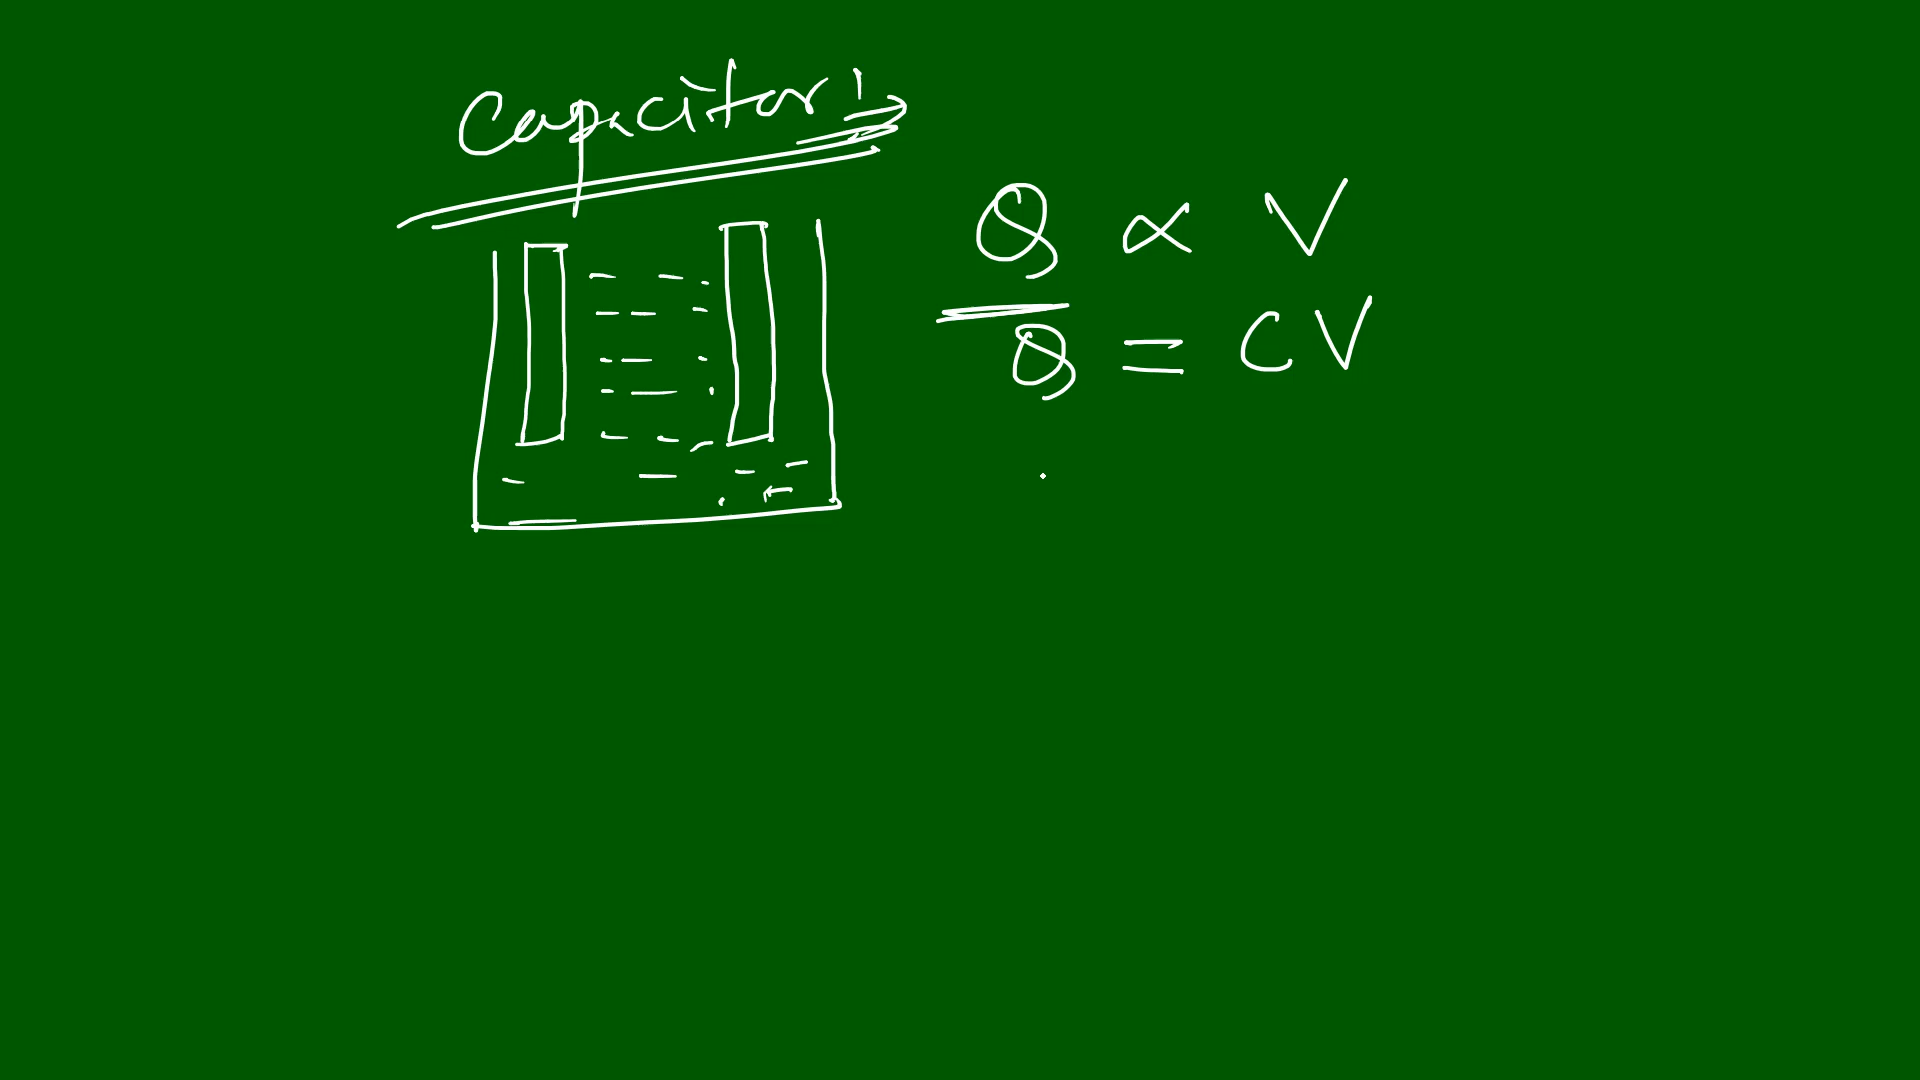 Capacitor:
Q ∝ V
Q = CV